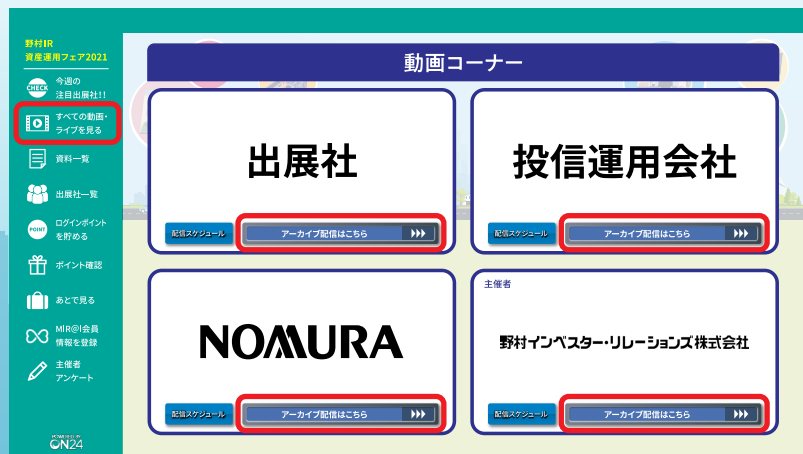 野村IR
資産運用フェア2021
CHECK
今週の
注目出展社!!
すべての動画・
ライブを見る
資料一覧
出展社一覧
POINT
ログインポイント
を貯める
ポイント確認
あとで見る
MIR@I会員
情報を登録
主催者
アンケート
POWERED BY
ON24
動画コーナー
出展社
配信スケジュール
アーカイブ配信はこちら
投信運用会社
配信スケジュール
アーカイブ配信はこちら
NOMURA
配信スケジュール
アーカイブ配信はこちら
主催者
野村インベスター・リレーションズ株式会社
配信スケジュール
アーカイブ配信はこちら